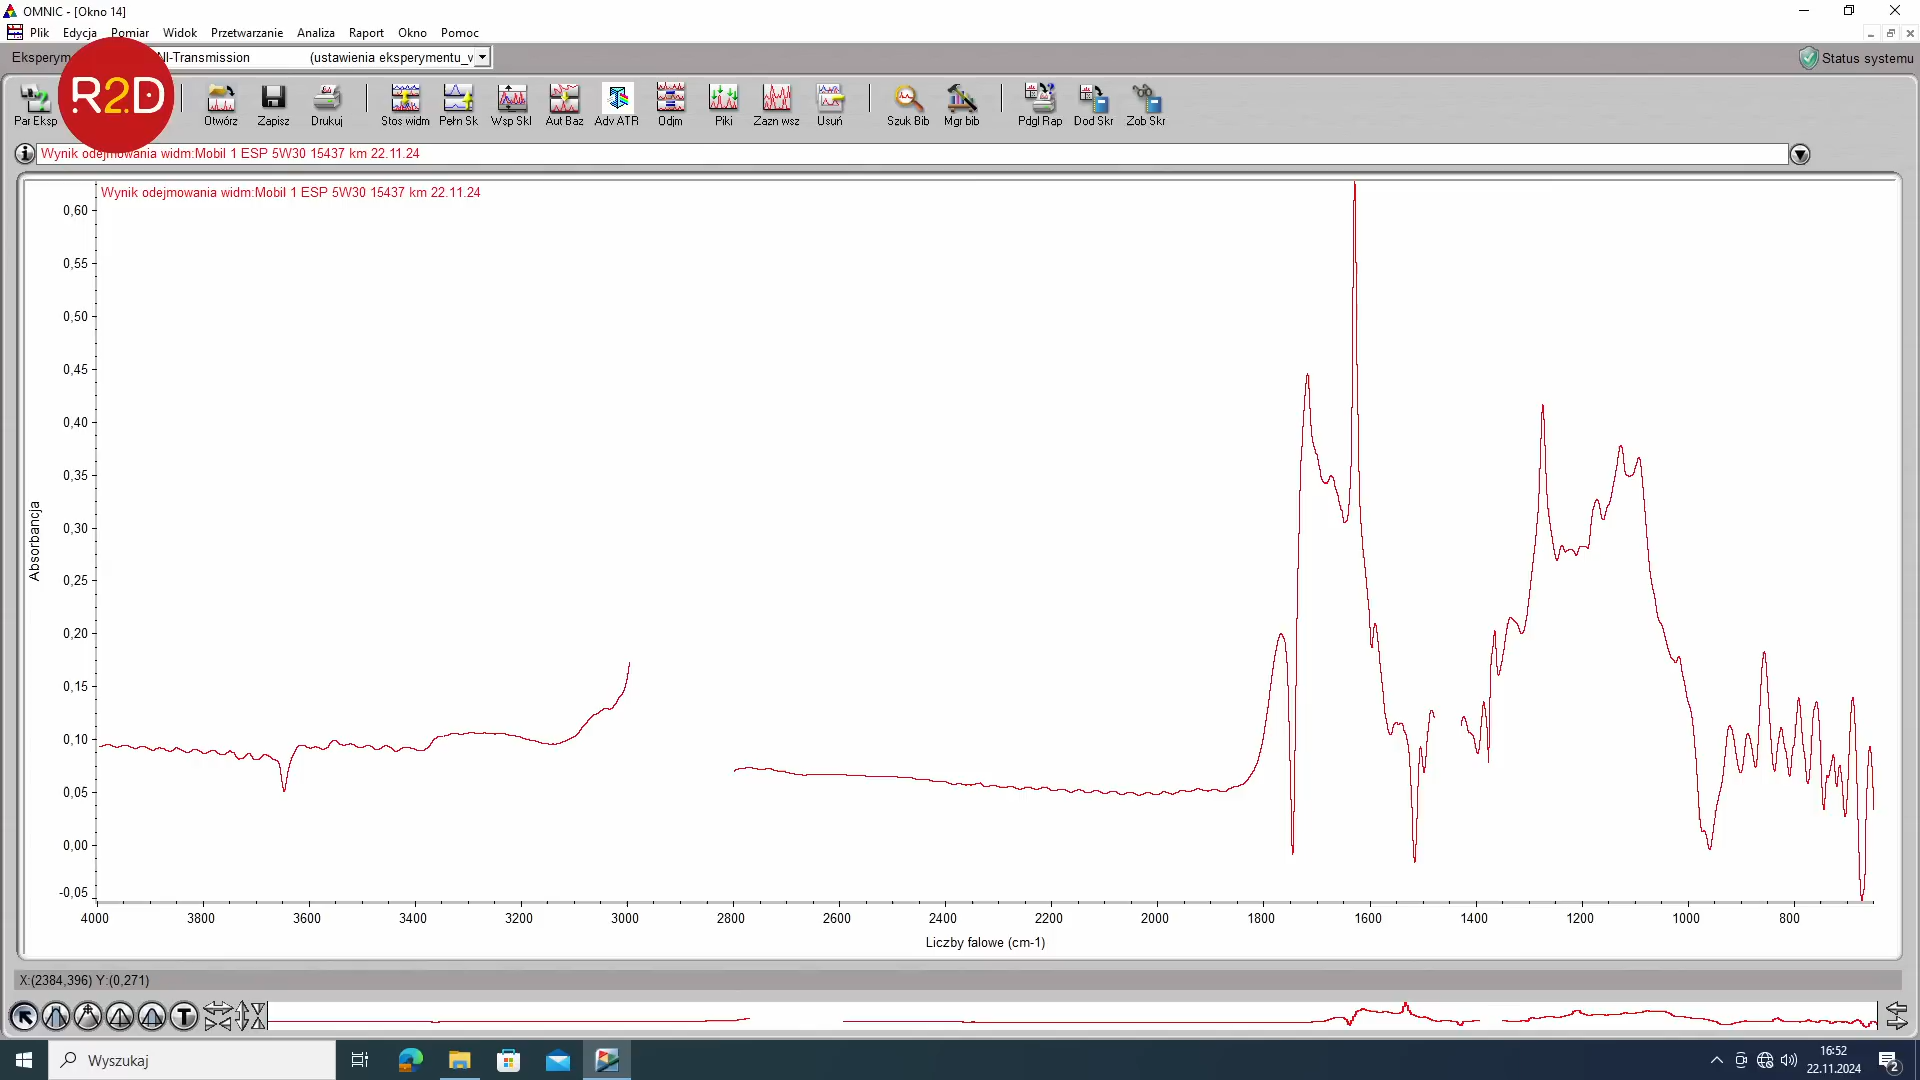 OMNIC - [Okno 14]
Plik Edycja Pomiar Widok Przetwarzanie Analiza Raport Okno Pomoc
Eksperym NI-Transmission (ustawienia eksperymentu_v Status systemu
R2D
Par Eksp Otwórz Zapisz Drukuj Stos widm Pełn Sk Wsp Skl Aut Baz Adv ATR Odjm Piki Zazn wsz Usuń Szuk Bib Mgr bib Pdgl Rap Dod Skr Zob Skr
Wynik odejmowania widm:Mobil 1 ESP 5W30 15437 km 22.11.24
Wynik odejmowania widm:Mobil 1 ESP 5W30 15437 km 22.11.24
0,60
0,55
0,50
0,45
0,40
0,35
0,30
0,25
0,20
0,15
0,10
0,05
0,00
-0,05
Absorbancja
4000 3800 3600 3400 3200 3000 2800 2600 2400 2200 2000 1800 1600 1400 1200 1000 800
Liczby falowe (cm-1)
X:(2384,396) Y:(0,271)
T
Wyszukaj
16:52
22.11.2024
2